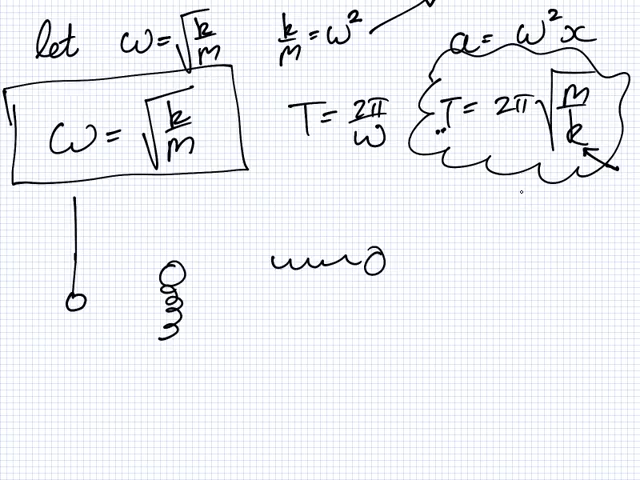 let ω = √(k/m) k/m = ω² a = ω²x
ω = √(k/m) T = 2π/ω ∴ T = 2π√(m/k)